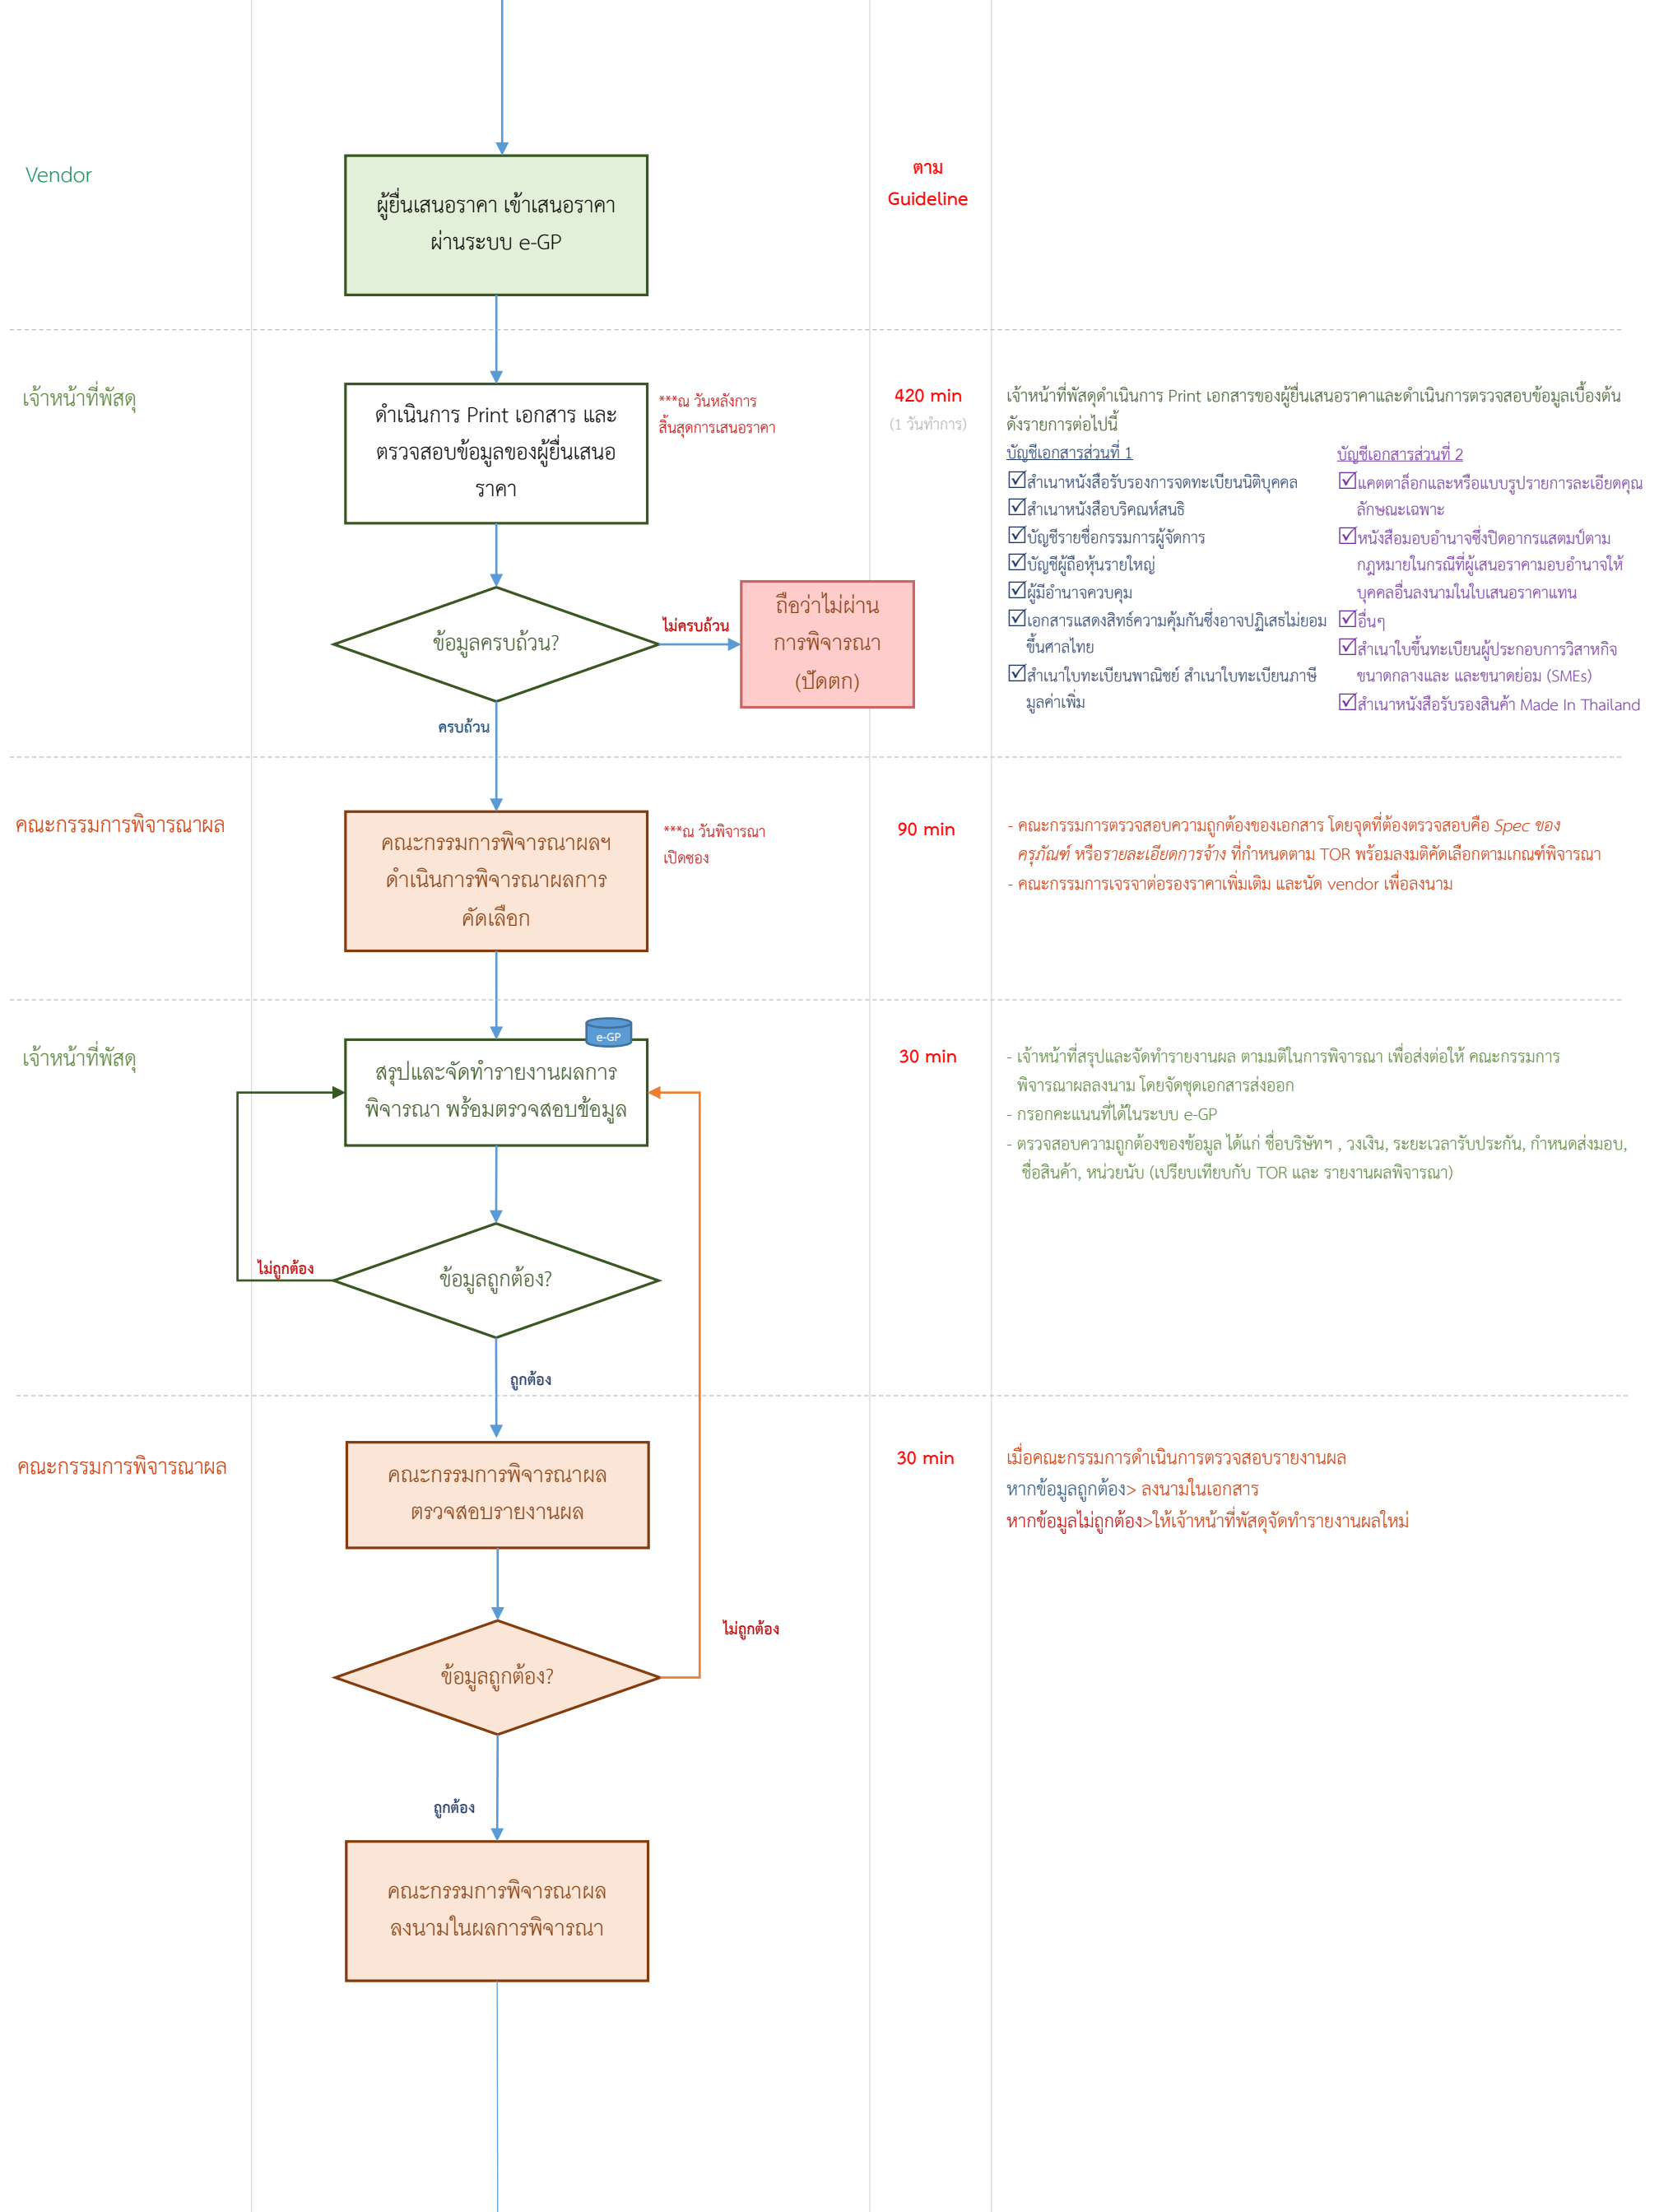 Vendor
ผู้ยื่นเสนอราคา เข้าเสนอราคา
ผ่านระบบ e-GP
ตาม
Guideline
เจ้าหน้าที่พัสดุ
ดำเนินการ Print เอกสาร และ
ตรวจสอบข้อมูลของผู้ยื่นเสนอ
ราคา
***ณ วันหลังการ
สิ้นสุดการเสนอราคา
420 min
(1 วันทำการ)
เจ้าหน้าที่พัสดุดำเนินการ Print เอกสารของผู้ยื่นเสนอราคาและดำเนินการตรวจสอบข้อมูลเบื้องต้น
ดังรายการต่อไปนี้
บัญชีเอกสารส่วนที่ 1
☑สำเนาหนังสือรับรองการจดทะเบียนนิติบุคคล
☑สำเนาหนังสือบริคณห์สนธิ
☑บัญชีรายชื่อกรรมการผู้จัดการ
☑บัญชีผู้ถือหุ้นรายใหญ่
☑ผู้มีอำนาจควบคุม
☑เอกสารแสดงสิทธ์ความคุ้มกันซึ่งอาจปฏิเสธไม่ยอม
ขึ้นศาลไทย
☑สำเนาใบทะเบียนพาณิชย์ สำเนาใบทะเบียนภาษี
มูลค่าเพิ่ม
บัญชีเอกสารส่วนที่ 2
☑แคตตาล็อกและหรือแบบรูปรายการละเอียดคุณ
ลักษณะเฉพาะ
☑หนังสือมอบอำนาจซึ่งปิดอากรแสตมป์ตาม
กฎหมายในกรณีที่ผู้เสนอราคามอบอำนาจให้
บุคคลอื่นลงนามในใบเสนอราคาแทน
☑อื่นๆ
☑สำเนาใบขึ้นทะเบียนผู้ประกอบการวิสาหกิจ
ขนาดกลางและ และขนาดย่อม (SMEs)
☑สำเนาหนังสือรับรองสินค้า Made In Thailand
ข้อมูลครบถ้วน?
ไม่ครบถ้วน
ถือว่าไม่ผ่าน
การพิจารณา
(ปัดตก)
ครบถ้วน
คณะกรรมการพิจารณาผล
คณะกรรมการพิจารณาผลฯ
ดำเนินการพิจารณาผลการ
คัดเลือก
***ณ วันพิจารณา
เปิดซอง
90 min
- คณะกรรมการตรวจสอบความถูกต้องของเอกสาร โดยจุดที่ต้องตรวจสอบคือ Spec ของ
ครุภัณฑ์ หรือรายละเอียดการจ้าง ที่กำหนดตาม TOR พร้อมลงมติคัดเลือกตามเกณฑ์พิจารณา
- คณะกรรมการเจรจาต่อรองราคาเพิ่มเติม และนัด vendor เพื่อลงนาม
เจ้าหน้าที่พัสดุ
e-GP
สรุปและจัดทำรายงานผลการ
พิจารณา พร้อมตรวจสอบข้อมูล
30 min
- เจ้าหน้าที่สรุปและจัดทำรายงานผล ตามมติในการพิจารณา เพื่อส่งต่อให้ คณะกรรมการ
พิจารณาผลลงนาม โดยจัดชุดเอกสารส่งออก
- กรอกคะแนนที่ได้ในระบบ e-GP
- ตรวจสอบความถูกต้องของข้อมูล ได้แก่ ชื่อบริษัทฯ , วงเงิน, ระยะเวลารับประกัน, กำหนดส่งมอบ,
ชื่อสินค้า, หน่วยนับ (เปรียบเทียบกับ TOR และ รายงานผลพิจารณา)
ไม่ถูกต้อง
ข้อมูลถูกต้อง?
ถูกต้อง
คณะกรรมการพิจารณาผล
คณะกรรมการพิจารณาผล
ตรวจสอบรายงานผล
30 min
เมื่อคณะกรรมการดำเนินการตรวจสอบรายงานผล
หากข้อมูลถูกต้อง> ลงนามในเอกสาร
หากข้อมูลไม่ถูกต้อง>ให้เจ้าหน้าที่พัสดุจัดทำรายงานผลใหม่
ไม่ถูกต้อง
ข้อมูลถูกต้อง?
ถูกต้อง
คณะกรรมการพิจารณาผล
ลงนามในผลการพิจารณา